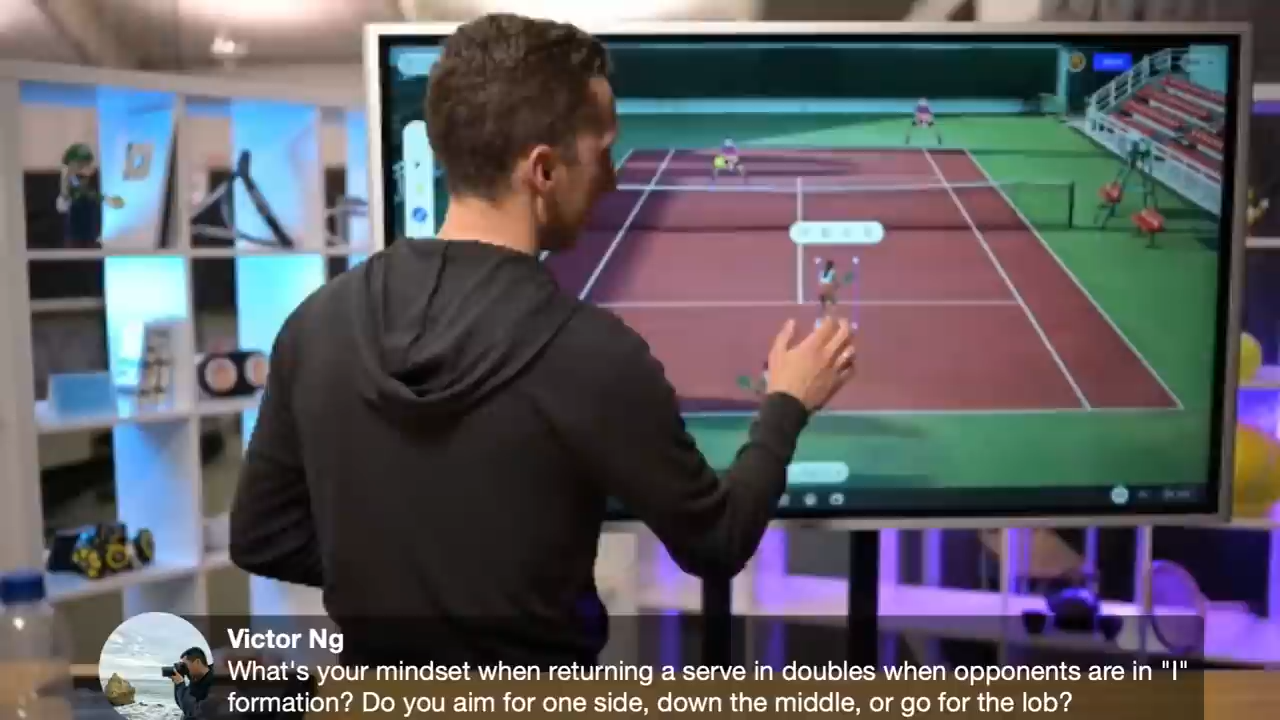 Victor Ng
What's your mindset when returning a serve in doubles when opponents are in "I"
formation? Do you aim for one side, down the middle, or go for the lob?